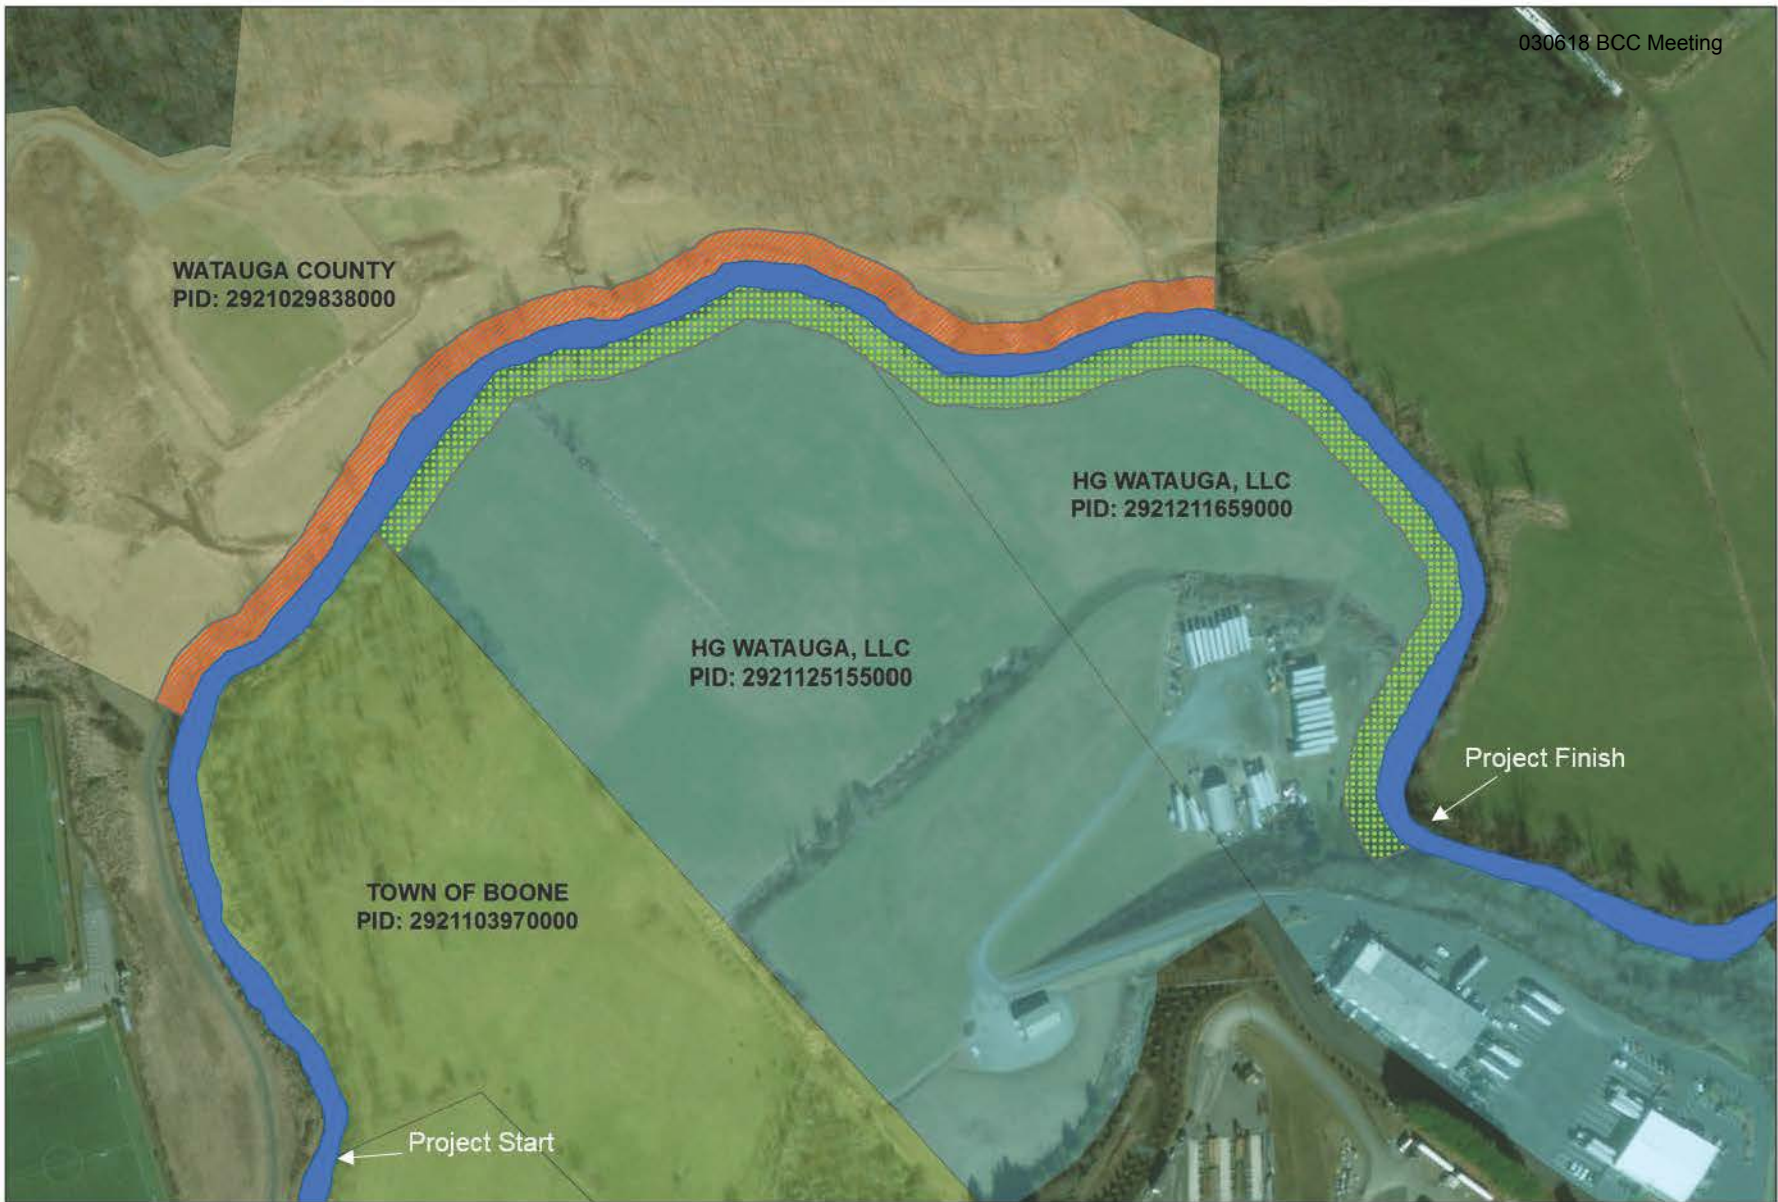 030618 BCC Meeting
WATAUGA COUNTY
PID: 2921029838000
HG WATAUGA, LLC
PID: 2921211659000
HG WATAUGA, LLC
PID: 2921125155000
Project Finish
TOWN OF BOONE
PID: 2921103970000
Project Start